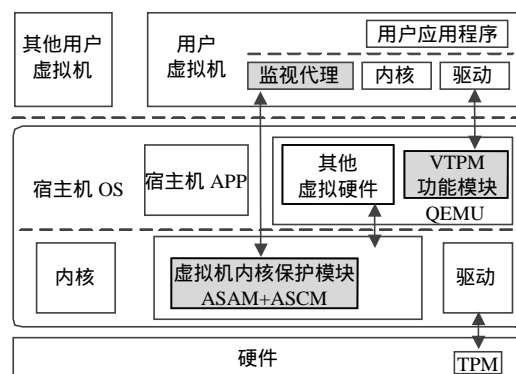 其他用户
虚拟机
用户
虚拟机
用户应用程序
监视代理
内核
驱动
宿主机 OS
宿主机 APP
其他
虚拟硬件
VTPM
功能模块
QEMU
内核
虚拟机内核保护模块
ASAM+ASCM
驱动
硬件
TPM